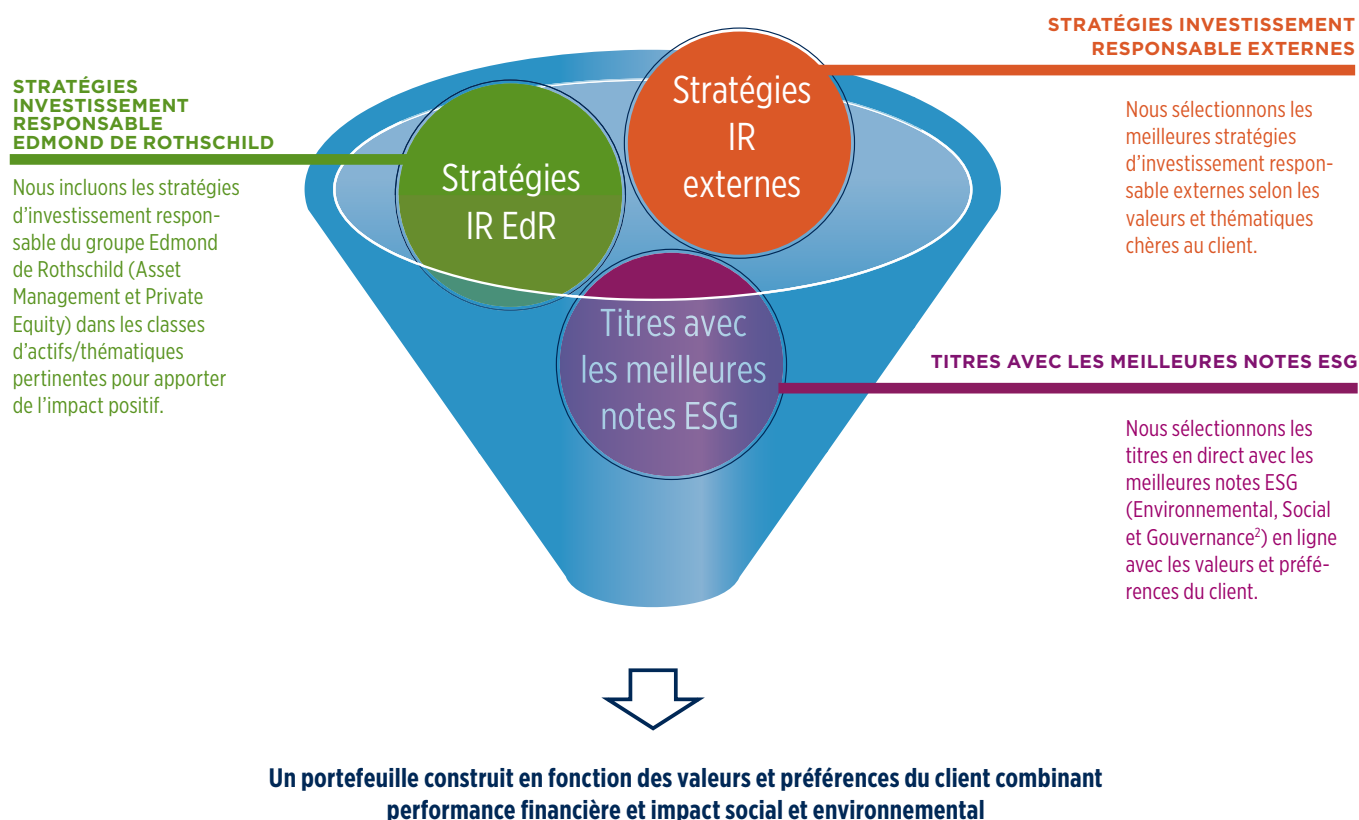 STRATÉGIES
INVESTISSEMENT
RESPONSABLE
EDMOND DE ROTHSCHILD
Nous incluons les stratégies
d'investissement respon-
sable du groupe Edmond
de Rothschild (Asset
Management et Private
Equity) dans les classes
d'actifs/thématiques
pertinentes pour apporter
de l'impact positif.
Stratégies
IR EdR
Stratégies
IR
externes
Titres avec
les meilleures
notes ESG
STRATÉGIES INVESTISSEMENT
RESPONSABLE EXTERNES
Nous sélectionnons les
meilleures stratégies
d'investissement respon-
sable externes selon les
valeurs et thématiques
chères au client.
TITRES AVEC LES MEILLEURES NOTES ESG
Nous sélectionnons les
titres en direct avec les
meilleures notes ESG
(Environnemental, Social
et Gouvernance²) en ligne
avec les valeurs et préfé-
rences du client.
Un portefeuille construit en fonction des valeurs et préférences du client combinant
performance financière et impact social et environnemental